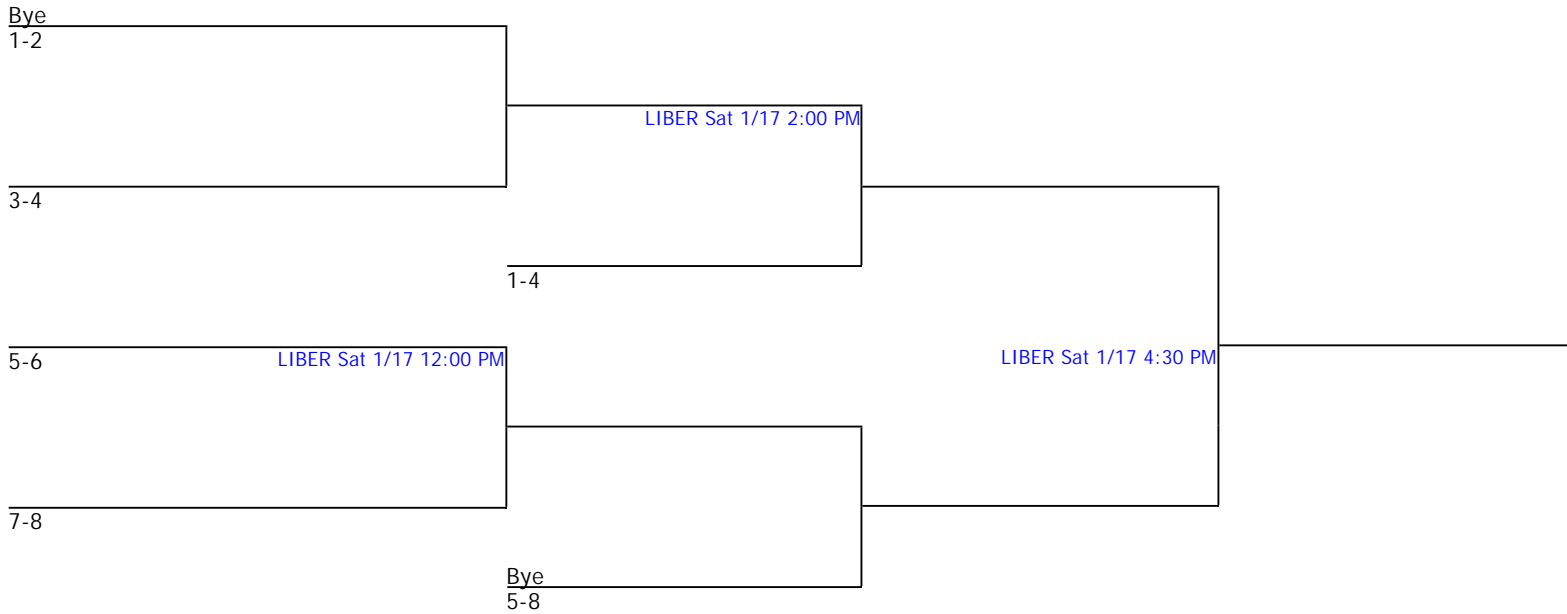 Bye
1-2
LIBER Sat 1/17 2:00 PM
3-4
1-4
5-6
LIBER Sat 1/17 12:00 PM
LIBER Sat 1/17 4:30 PM
7-8
Bye
5-8